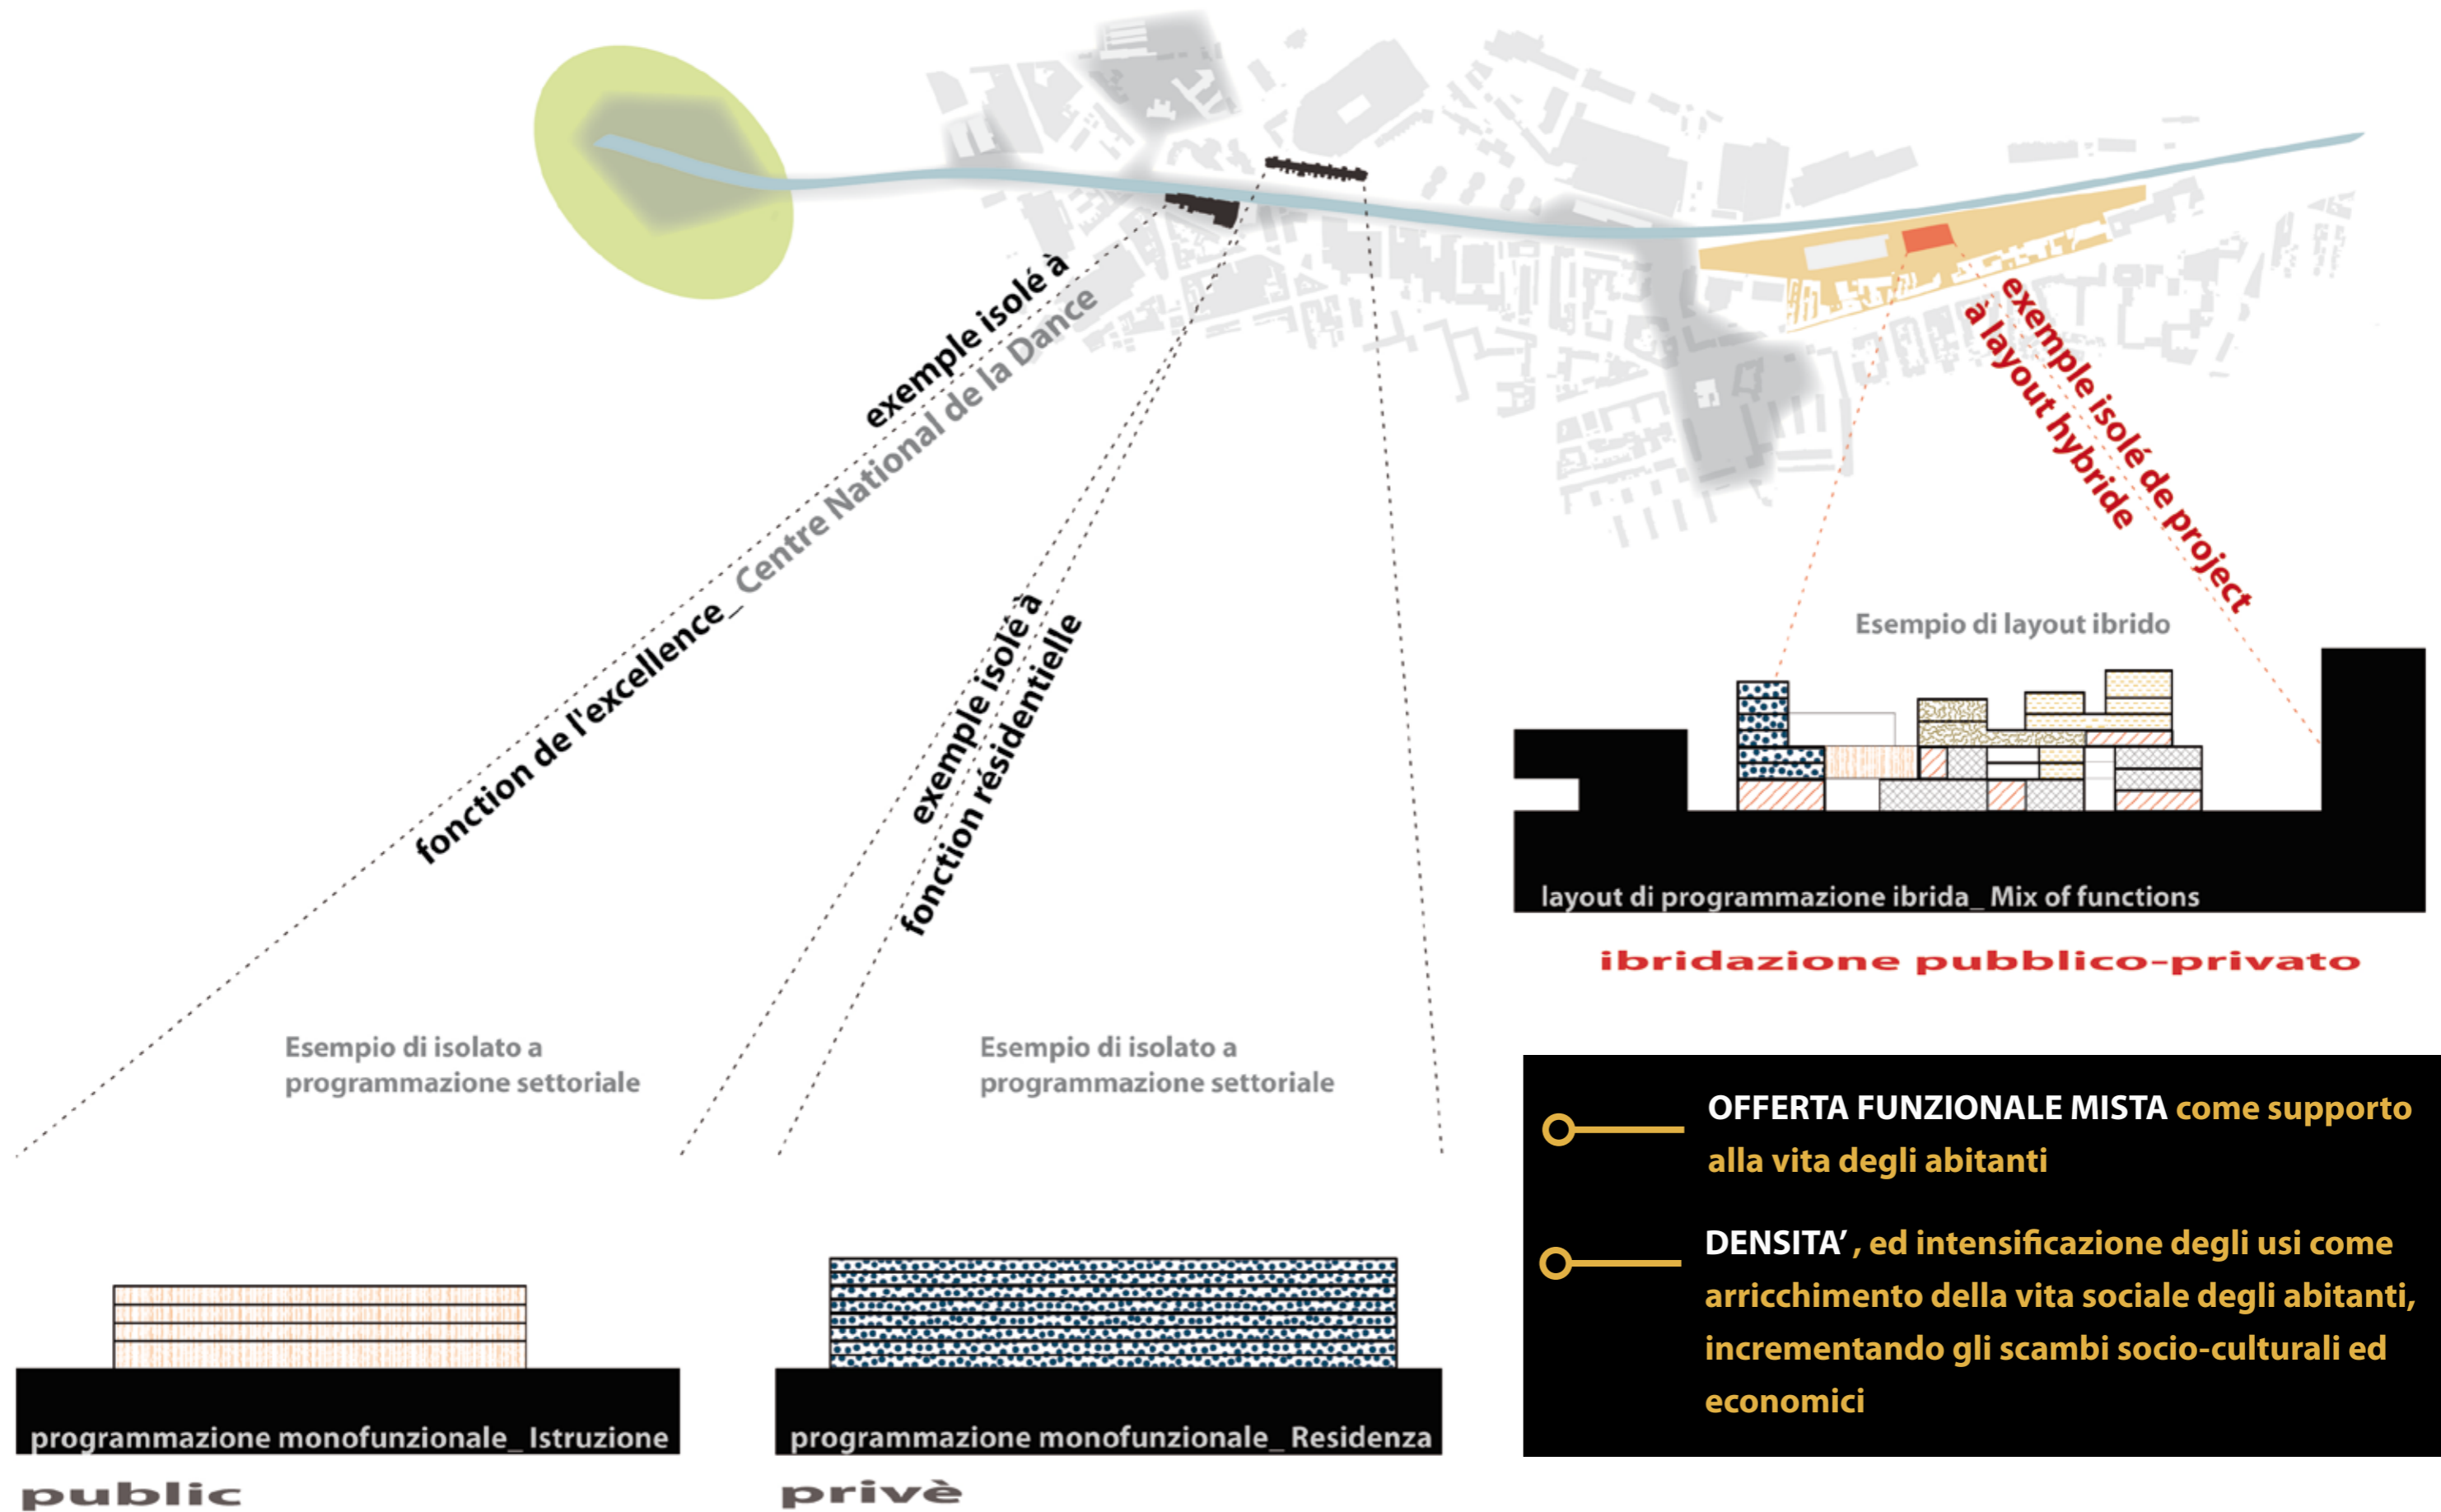 exemple isolé à
fonction de l'excellence_ Centre National de la Dance
exemple isolé à
fonction résidentielle
exemple isolé de project
à layout hybride
Esempio di layout ibrido
layout di programmazione ibrida_ Mix of functions
ibridazione pubblico-privato
Esempio di isolato a
programmazione settoriale
Esempio di isolato a
programmazione settoriale
OFFERTA FUNZIONALE MISTA come supporto
alla vita degli abitanti
DENSITA’ , ed intensificazione degli usi come
arricchimento della vita sociale degli abitanti,
incrementando gli scambi socio-culturali ed
economici
programmazione monofunzionale_ Istruzione
public
programmazione monofunzionale_ Residenza
privè